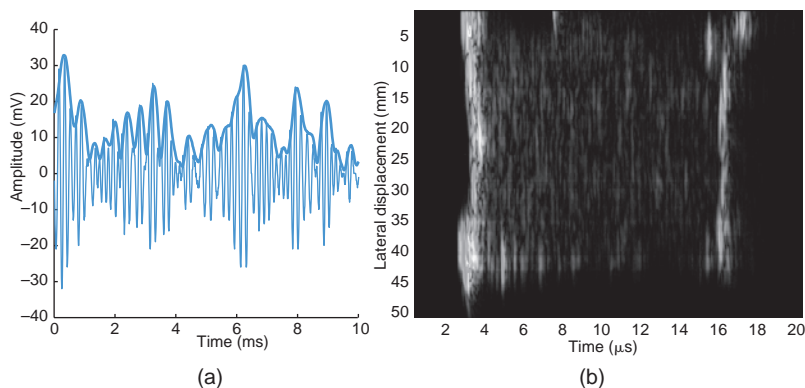 40
30
20
10
0
–10
–20
–30
–40
Amplitude (mV)
0 2 4 6 8 10
Time (ms)
(a)
b
5
10
15
20
25
30
35
40
45
50
Lateral displacement (mm)
2 4 6 8 10 12 14 16 18 20
Time (μs)
(b)